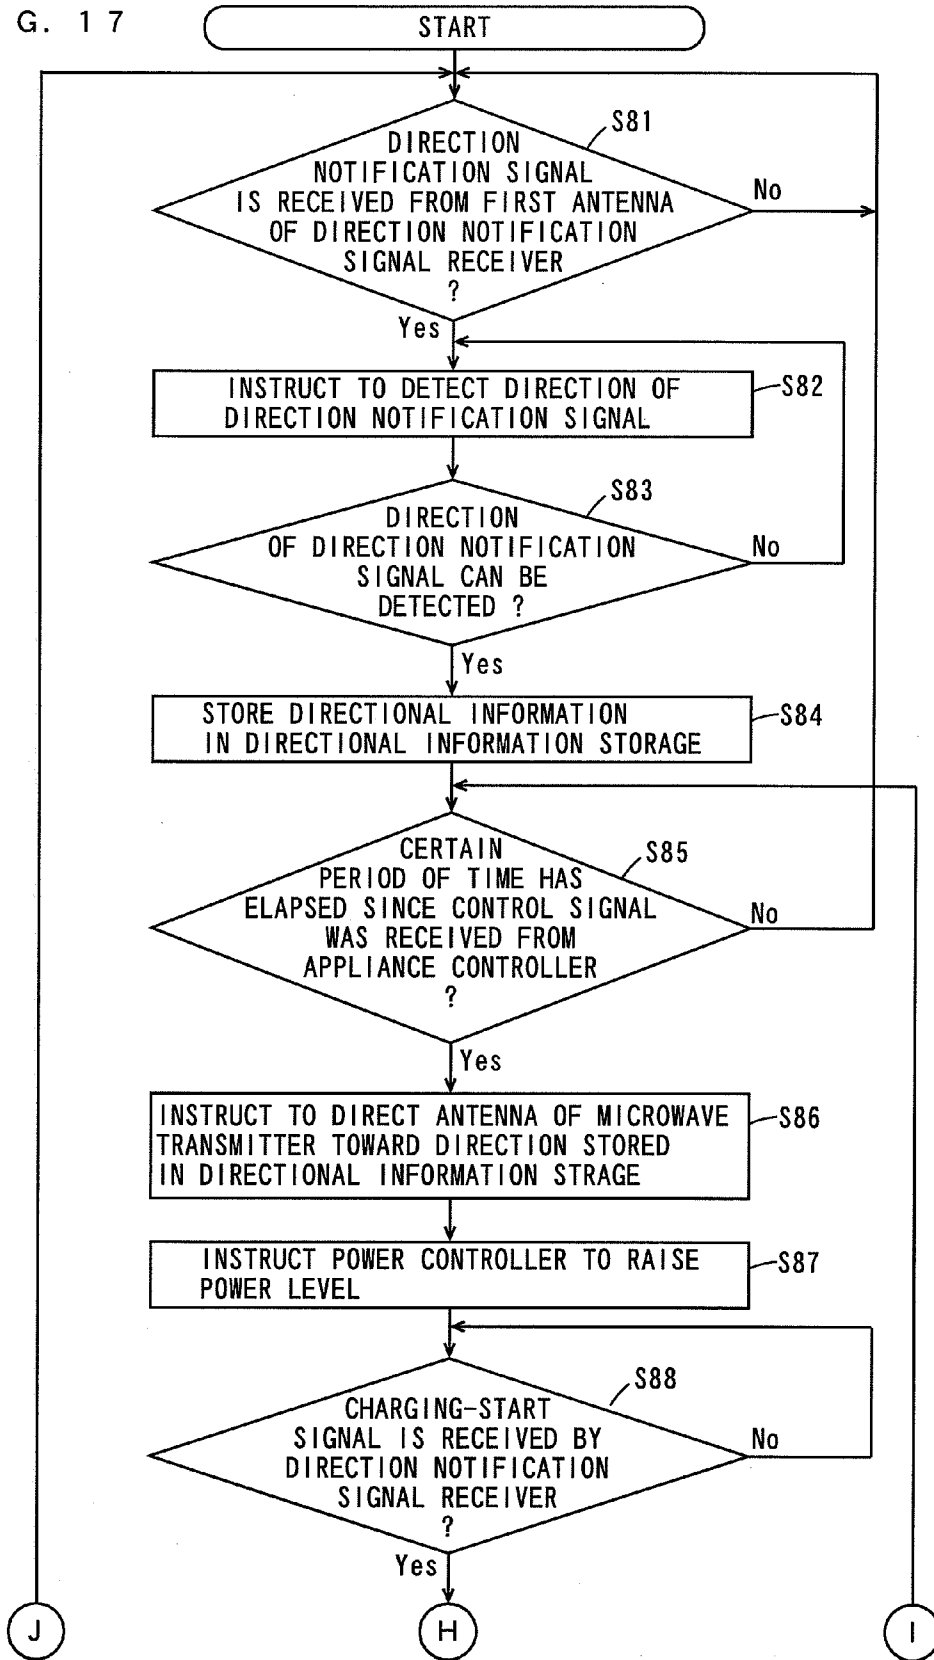 G. 17
START
S81
DIRECTION
NOTIFICATION SIGNAL
IS RECEIVED FROM FIRST ANTENNA
OF DIRECTION NOTIFICATION
SIGNAL RECEIVER
?
No
Yes
INSTRUCT TO DETECT DIRECTION OF
DIRECTION NOTIFICATION SIGNAL
S82
S83
DIRECTION
OF DIRECTION NOTIFICATION
SIGNAL CAN BE
DETECTED ?
No
Yes
STORE DIRECTIONAL INFORMATION
IN DIRECTIONAL INFORMATION STORAGE
S84
CERTAIN
PERIOD OF TIME HAS
ELAPSED SINCE CONTROL SIGNAL
WAS RECEIVED FROM
APPLIANCE CONTROLLER
?
S85
No
Yes
INSTRUCT TO DIRECT ANTENNA OF MICROWAVE
TRANSMITTER TOWARD DIRECTION STORED
IN DIRECTIONAL INFORMATION STRAGE
S86
INSTRUCT POWER CONTROLLER TO RAISE
POWER LEVEL
S87
S88
CHARGING-START
SIGNAL IS RECEIVED BY
DIRECTION NOTIFICATION
SIGNAL RECEIVER
?
No
Yes
J
H
I